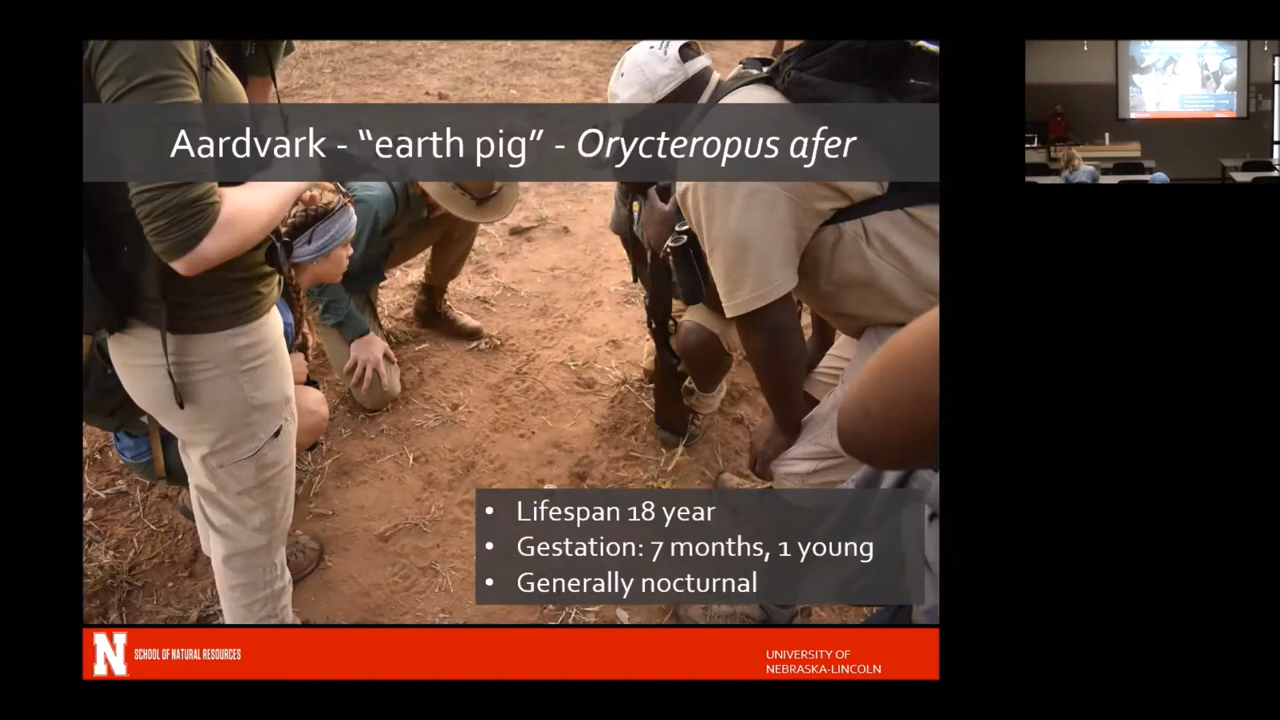 Aardvark - “earth pig” - Orycteropus afer
• Lifespan 18 year
• Gestation: 7 months, 1 young
• Generally nocturnal
N SCHOOL OF NATURAL RESOURCES
UNIVERSITY OF
NEBRASKA-LINCOLN